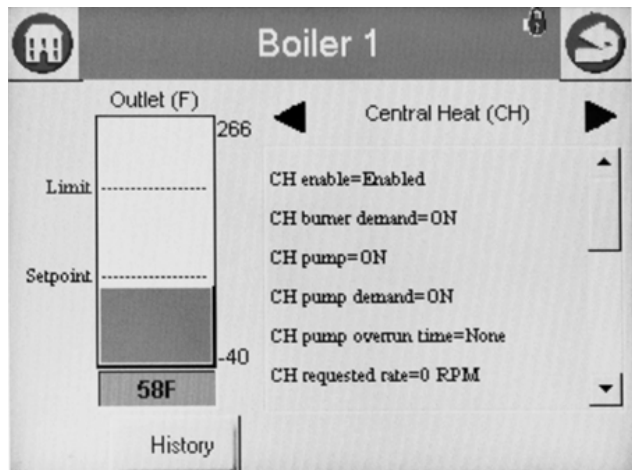 Boiler 1
Outlet (F)
266
Limit
Setpoint
-40
58F
History
Central Heat (CH)
CH enable=Enabled
CH burner demand=ON
CH pump=ON
CH pump demand=ON
CH pump overrun time=None
CH requested rate=0 RPM